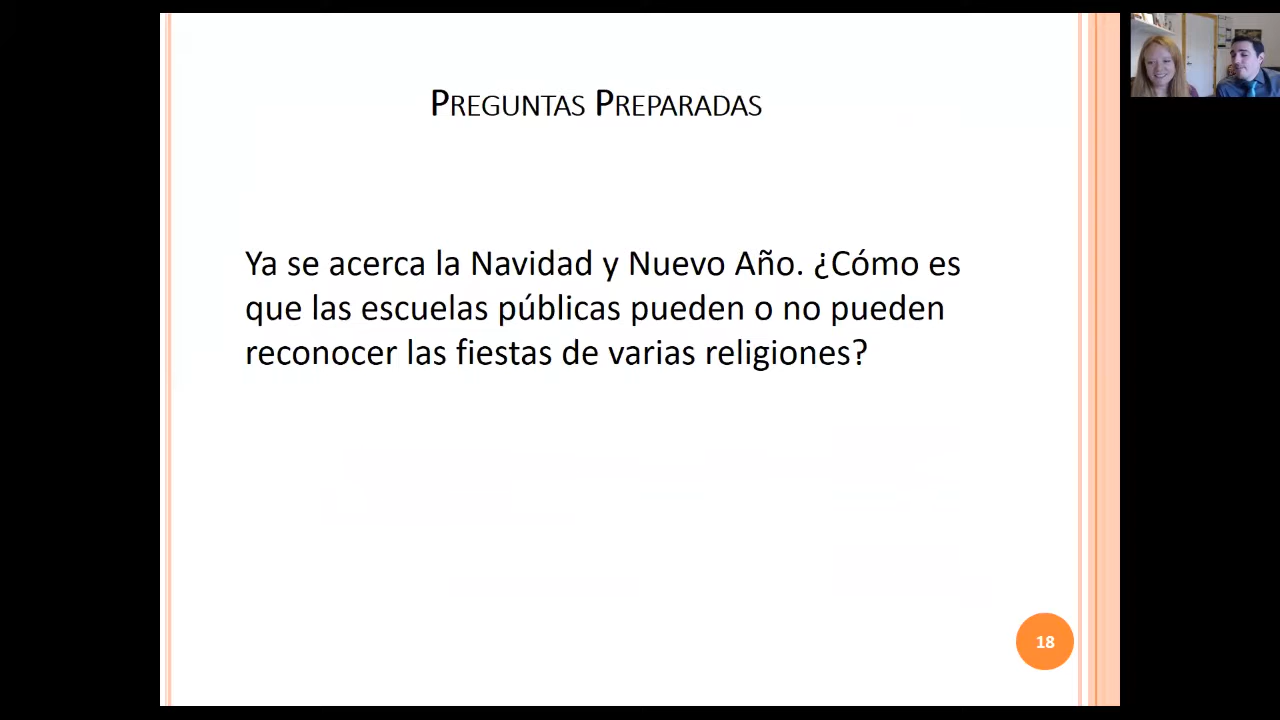 Preguntas Preparadas
Ya se acerca la Navidad y Nuevo Año. ¿Cómo es
que las escuelas públicas pueden o no pueden
reconocer las fiestas de varias religiones?
18